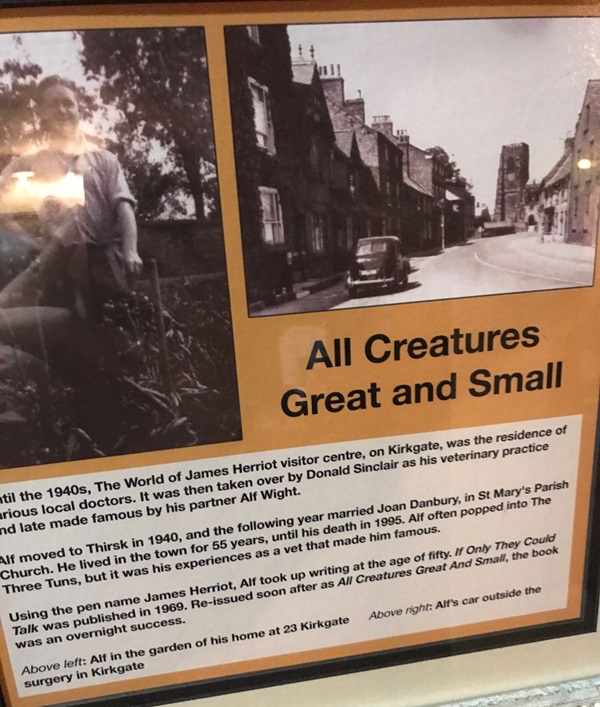 All Creatures
Great and Small
til the 1940s, The World of James Herriot visitor centre, on Kirkgate, was the residence of
rious local doctors. It was then taken over by Donald Sinclair as his veterinary practice
nd late made famous by his partner Alf Wight.
Alf moved to Thirsk in 1940, and the following year married Joan Danbury, in St Mary's Parish
Church. He lived in the town for 55 years, until his death in 1995. Alf often popped into The
Three Tuns, but it was his experiences as a vet that made him famous.
Using the pen name James Herriot, Alf took up writing at the age of fifty. If Only They Could
Talk was published in 1969. Re-issued soon after as All Creatures Great And Small, the book
was an overnight success.
Above left: Alf in the garden of his home at 23 Kirkgate Above right: Alf's car outside the
surgery in Kirkgate